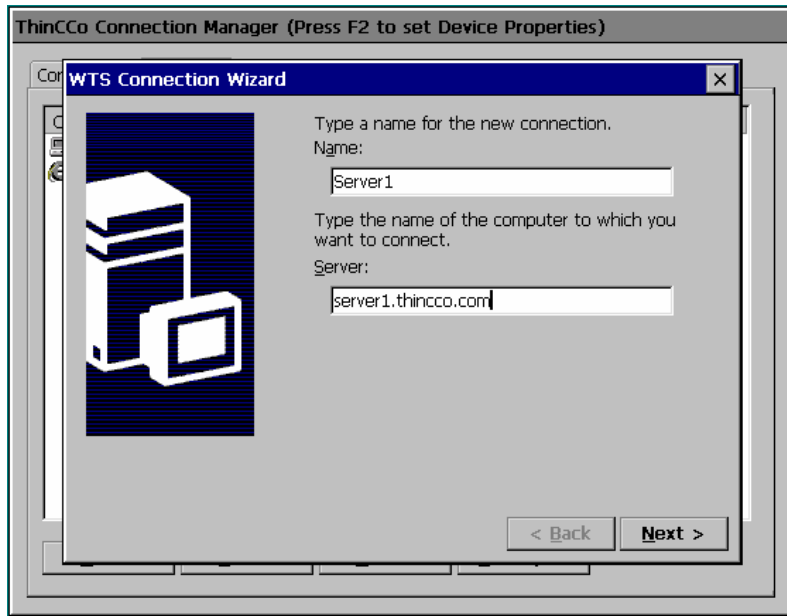 ThinCCo Connection Manager (Press F2 to set Device Properties)
WTS Connection Wizard
Type a name for the new connection.
Name:
Server1
Type the name of the computer to which you
want to connect.
Server:
server1.thincco.com
< Back
Next >